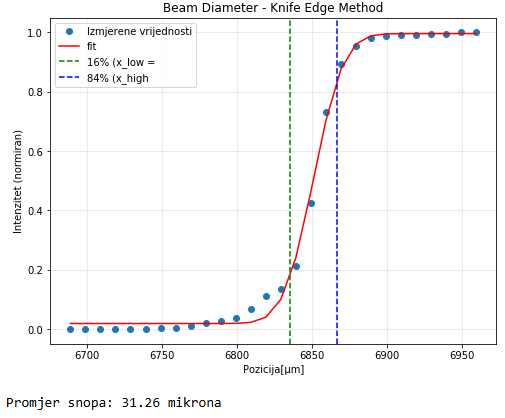 Beam Diameter - Knife Edge Method
Izmjerene vrijednosti
fit
16% (x_low =
84% (x_high
1.0
0.8
0.6
0.4
0.2
0.0
Intenzitet (normiran)
6700 6750 6800 6850 6900 6950
Pozicija[μm]
Promjer snopa: 31.26 mikrona